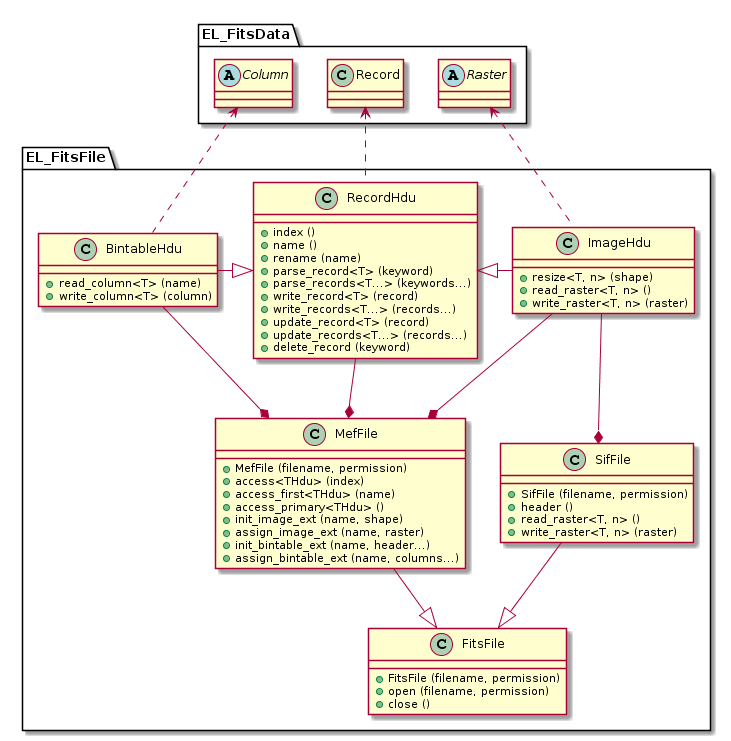 EL_FitsData
A Column
C Record
A Raster
EL_FitsFile
C BintableHdu
read_column<T> (name)
write_column<T> (column)
C RecordHdu
index ()
name ()
rename (name)
parse_record<T> (keyword)
parse_records<T...> (keywords...)
write_record<T> (record)
write_records<T...> (records...)
update_record<T> (record)
update_records<T...> (records...)
delete_record (keyword)
C ImageHdu
resize<T, n> (shape)
read_raster<T, n> ()
write_raster<T, n> (raster)
C MefFile
MefFile (filename, permission)
access<THdu> (index)
access_first<THdu> (name)
access_primary<THdu> ()
init_image_ext (name, shape)
assign_image_ext (name, raster)
init_bintable_ext (name, header...)
assign_bintable_ext (name, columns...)
C SifFile
SifFile (filename, permission)
header ()
read_raster<T, n> ()
write_raster<T, n> (raster)
C FitsFile
FitsFile (filename, permission)
open (filename, permission)
close ()